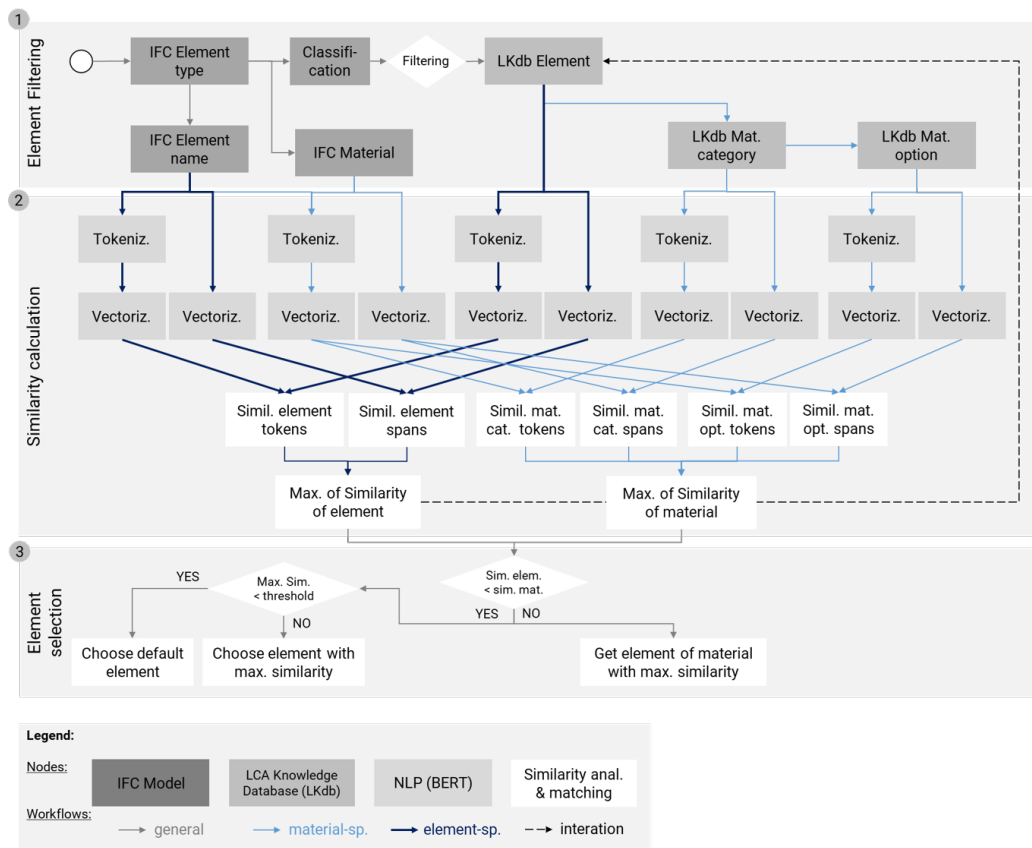 1
Element Filtering
IFC Element
type
Classifi-
cation
Filtering
LKdb Element
IFC Element
name
IFC Material
LKdb Mat.
category
LKdb Mat.
option
2
Similarity calculation
Tokeniz.
Tokeniz.
Tokeniz.
Tokeniz.
Tokeniz.
Vectoriz.
Vectoriz.
Vectoriz.
Vectoriz.
Vectoriz.
Vectoriz.
Vectoriz.
Vectoriz.
Vectoriz.
Vectoriz.
Simil. element
tokens
Simil. element
spans
Simil. mat.
cat. tokens
Simil. mat.
cat. spans
Simil. mat.
opt. tokens
Simil. mat.
opt. spans
Max. of Similarity
of element
Max. of Similarity
of material
3
Element
selection
YES
Max. Sim.
< threshold
NO
Sim. elem.
< sim. mat.
YES
NO
Choose default
element
Choose element with
max. similarity
Get element of material
with max. similarity
Legend:
Nodes:
IFC Model
LCA Knowledge
Database (LKdb)
NLP (BERT)
Similarity anal.
& matching
Workflows:
general
material-sp.
element-sp.
interation